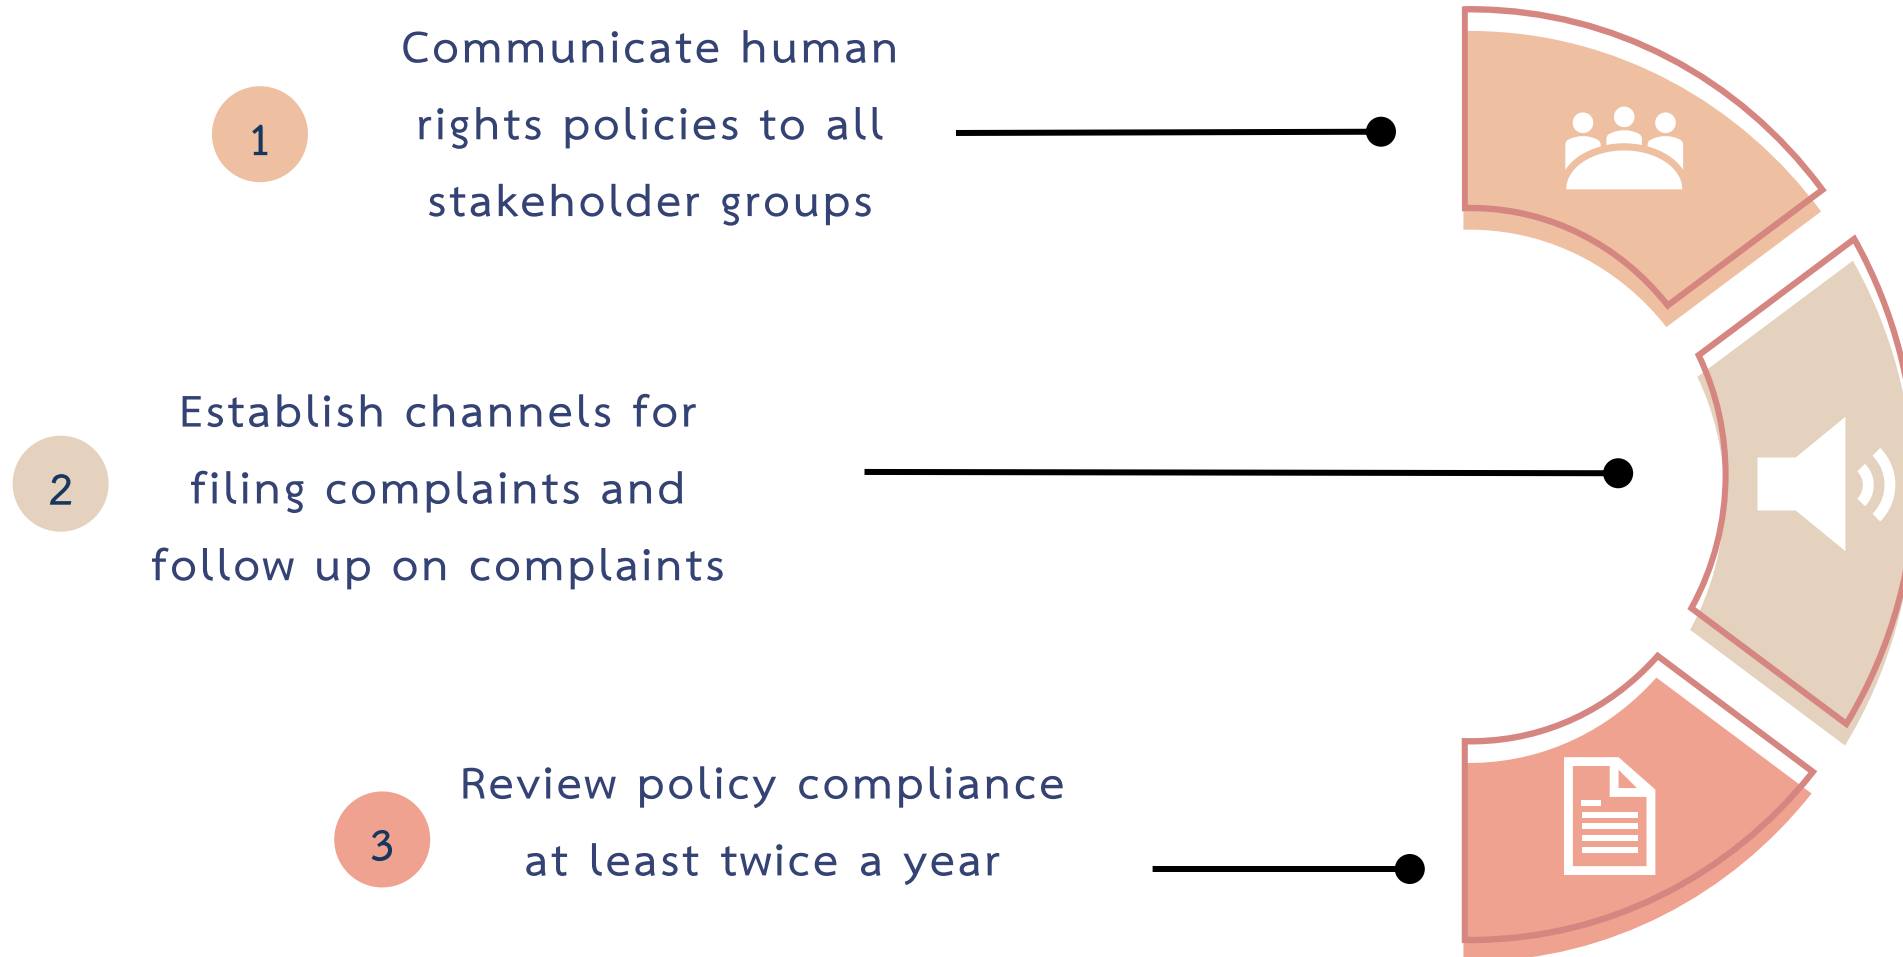 Communicate human
1
rights policies to all
stakeholder groups
Establish channels for
2
filing complaints and
follow up on complaints
Review policy compliance
3
at least twice a year